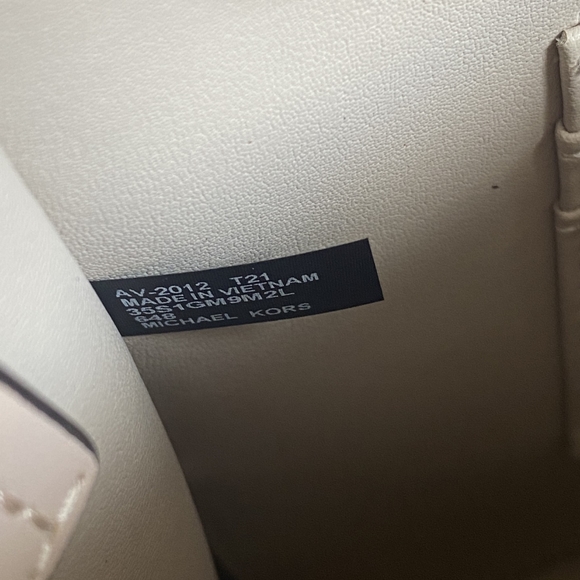 AV-2012 T21
MADE IN VIETNAM
35S1GM9M2L
648
MICHAEL KORS